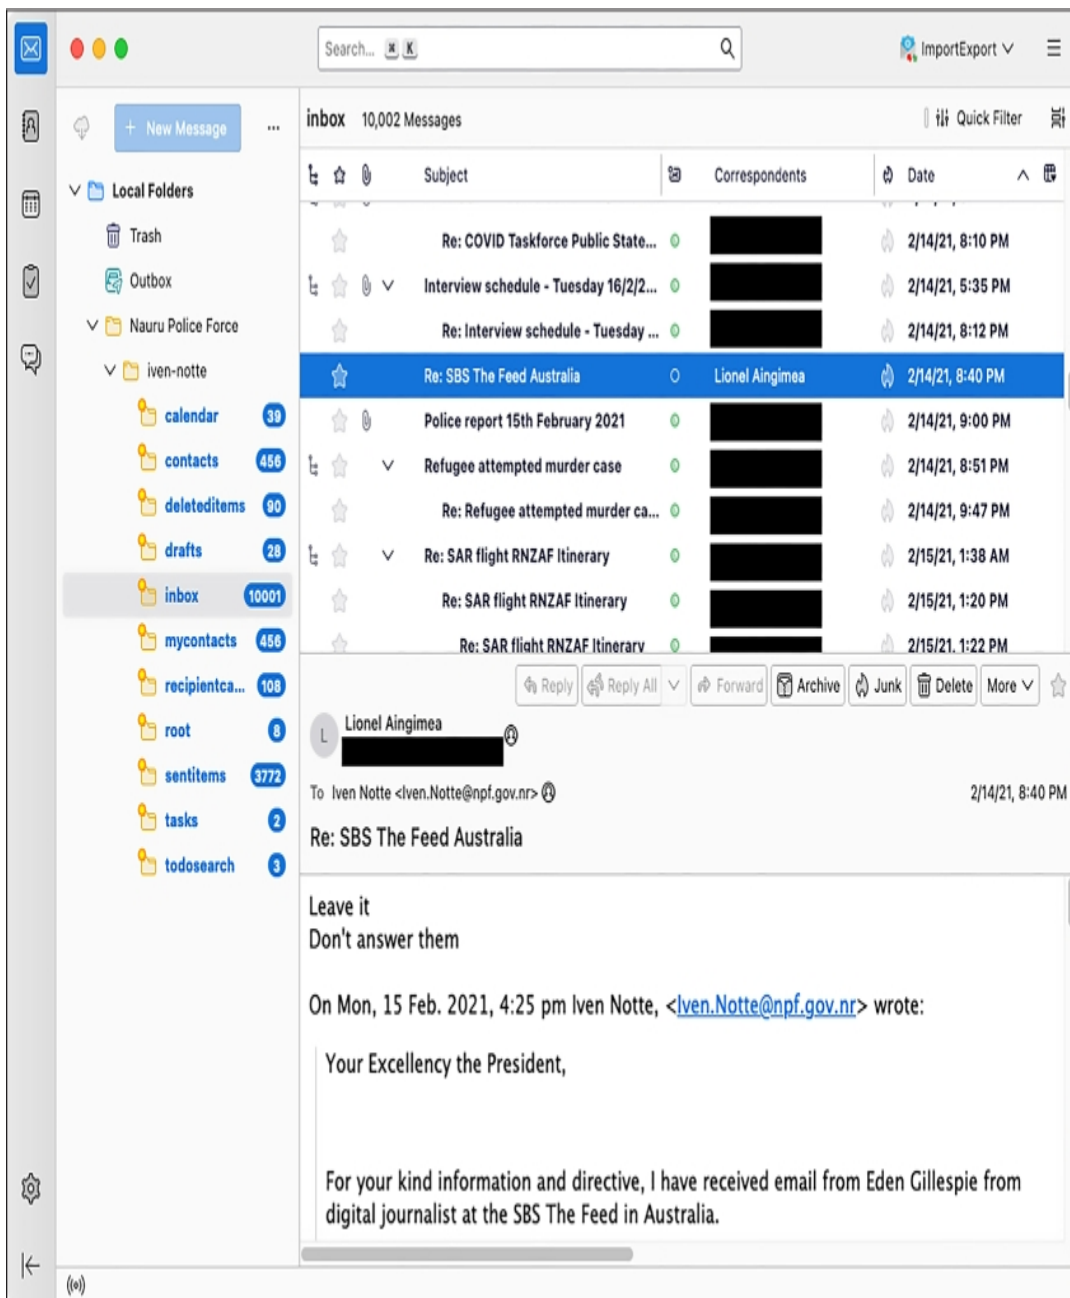 Search... ⌘ K
ImportExport
+ New Message
...
Local Folders
Trash
Outbox
Nauru Police Force
iven-notte
calendar 39
contacts 456
deleteditems 90
drafts 28
inbox 10001
mycontacts 456
recipientca... 108
root 8
sentitems 3772
tasks 2
todosearch 3
inbox 10,002 Messages
Quick Filter
Subject Correspondents Date
Re: COVID Taskforce Public State... 2/14/21, 8:10 PM
Interview schedule - Tuesday 16/2/2... 2/14/21, 5:35 PM
Re: Interview schedule - Tuesday ... 2/14/21, 8:12 PM
Re: SBS The Feed Australia Lionel Aingimea 2/14/21, 8:40 PM
Police report 15th February 2021 2/14/21, 9:00 PM
Refugee attempted murder case 2/14/21, 8:51 PM
Re: Refugee attempted murder ca... 2/14/21, 9:47 PM
Re: SAR flight RNZAF Itinerary 2/15/21, 1:38 AM
Re: SAR flight RNZAF Itinerary 2/15/21, 1:20 PM
Re: SAR flight RNZAF Itinerary 2/15/21, 1:22 PM
Reply Reply All Forward Archive Junk Delete More
L Lionel Aingimea
To Iven Notte <Iven.Notte@npf.gov.nr> 2/14/21, 8:40 PM
Re: SBS The Feed Australia
Leave it
Don't answer them
On Mon, 15 Feb. 2021, 4:25 pm Iven Notte, <Iven.Notte@npf.gov.nr> wrote:
Your Excellency the President,
For your kind information and directive, I have received email from Eden Gillespie from
digital journalist at the SBS The Feed in Australia.